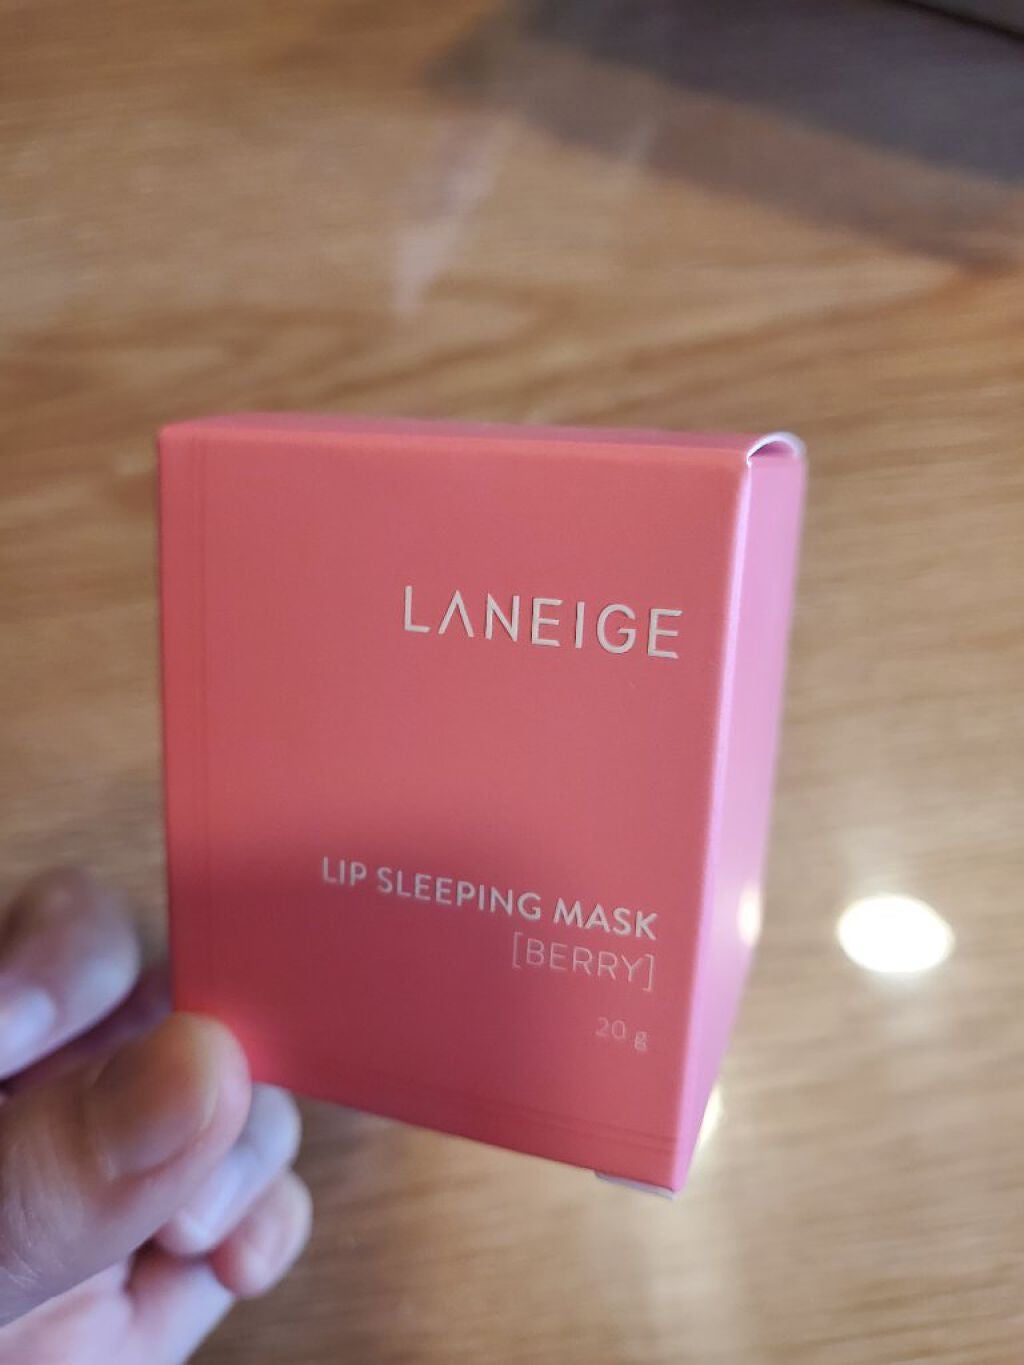 LANEIGE
LIP SLEEPING MASK
[BERRY]
20 g